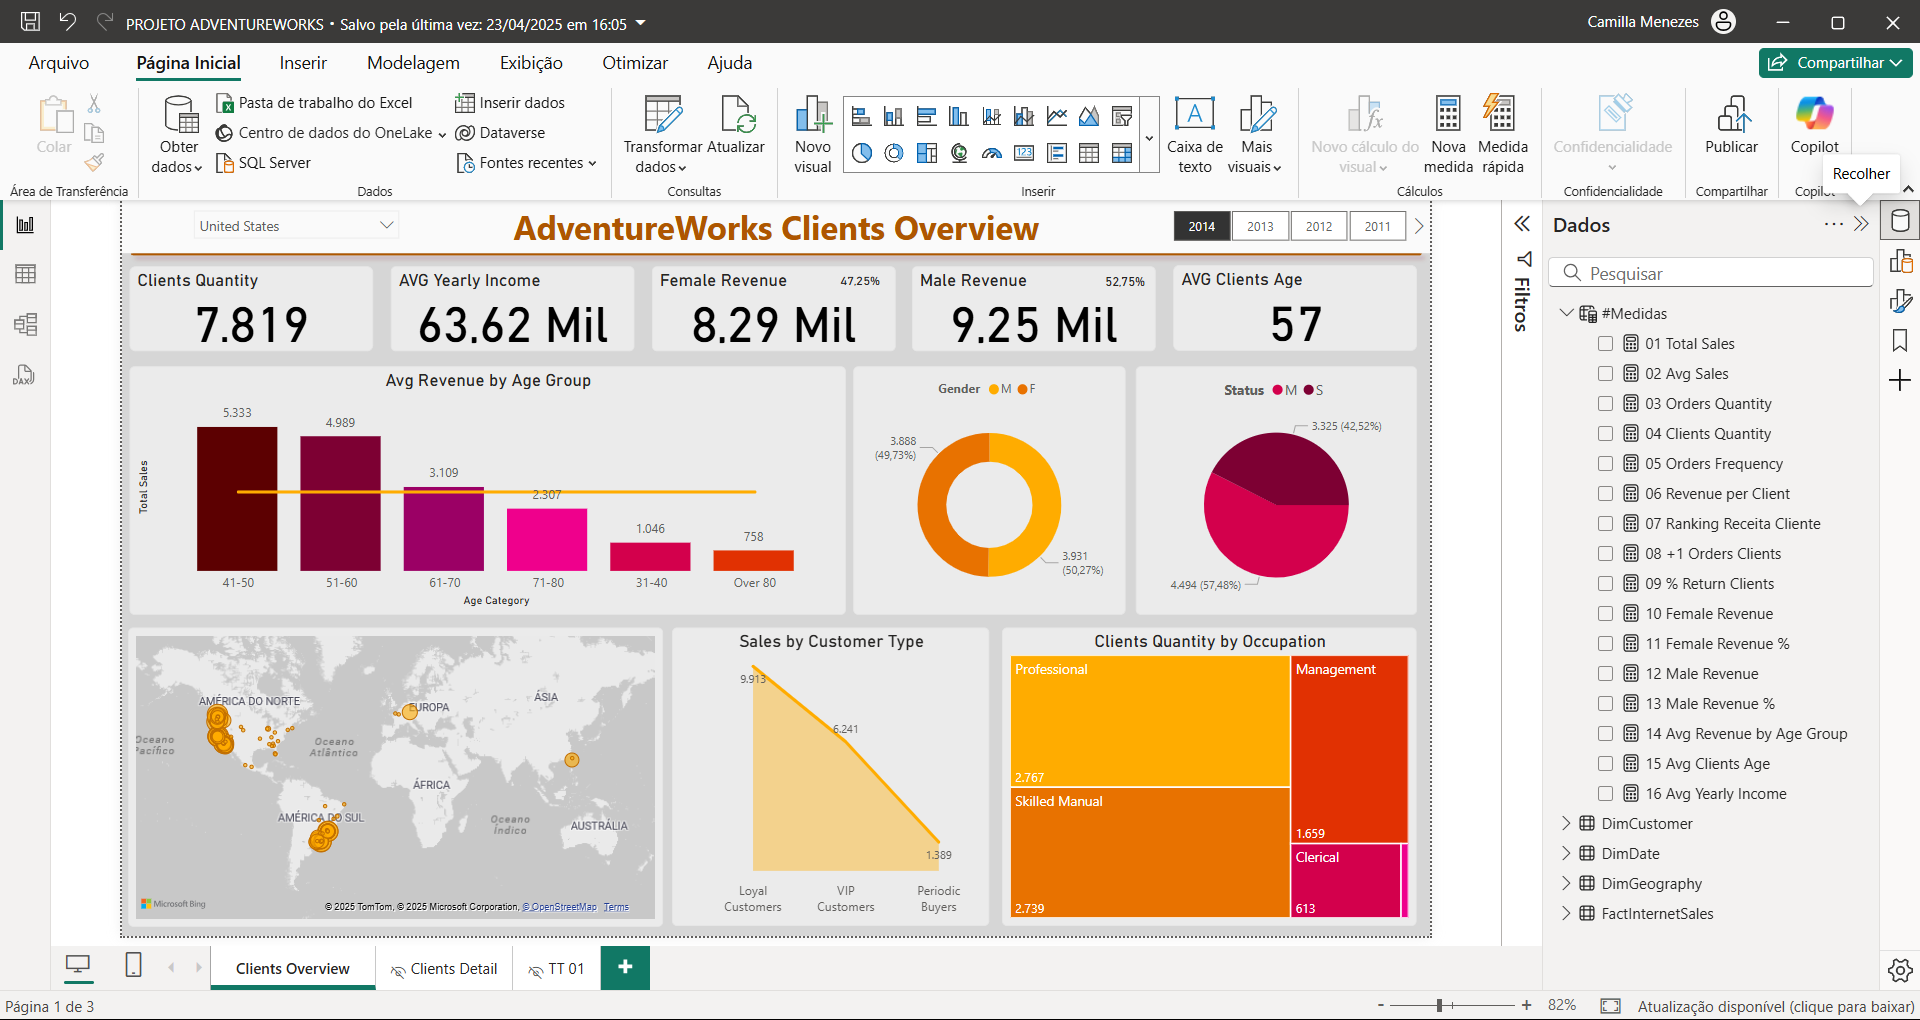 PROJETO ADVENTUREWORKS • Salvo pela última vez: 23/04/2025 em 16:05
Camilla Menezes
Arquivo
Página Inicial
Inserir
Modelagem
Exibição
Otimizar
Ajuda
Compartilhar
Colar
Área de Transferência
Obter
dados
Pasta de trabalho do Excel
Centro de dados do OneLake
SQL Server
Inserir dados
Dataverse
Fontes recentes
Dados
Transformar
dados
Atualizar
Consultas
Novo
visual
123
A
Caixa de
texto
Mais
visuais
Inserir
Novo cálculo do
visual
Nova
medida
Medida
rápida
Cálculos
Confidencialidade
Confidencialidade
Publicar
Compartilhar
Copilot
Copilot
Recolher
DAX
United States
AdventureWorks Clients Overview
2014
2013
2012
2011
Clients Quantity
7.819
AVG Yearly Income
63,62 Mil
Female Revenue
47,25%
8,29 Mil
Male Revenue
52,75%
9,25 Mil
AVG Clients Age
57
Avg Revenue by Age Group
Total Sales
5.333
4.989
3.109
2.307
1.046
758
41-50
51-60
61-70
71-80
31-40
Over 80
Age Category
Gender M F
3.888
(49,73%)
3.931
(50,27%)
Status M S
3.325 (42,52%)
4.494 (57,48%)
AMÉRICA DO NORTE
EUROPA
ÁSIA
Oceano
Pacífico
Oceano
Atlântico
ÁFRICA
AMÉRICA DO SUL
Oceano
Índico
AUSTRÁLIA
Microsoft Bing
© 2025 TomTom, © 2025 Microsoft Corporation, © OpenStreetMap Terms
Sales by Customer Type
9.913
6.241
1.389
Loyal
Customers
VIP
Customers
Periodic
Buyers
Clients Quantity by Occupation
Professional
2.767
Skilled Manual
2.739
Management
1.659
Clerical
613
Filtros
Dados
Pesquisar
#Medidas
01 Total Sales
02 Avg Sales
03 Orders Quantity
04 Clients Quantity
05 Orders Frequency
06 Revenue per Client
07 Ranking Receita Cliente
08 +1 Orders Clients
09 % Return Clients
10 Female Revenue
11 Female Revenue %
12 Male Revenue
13 Male Revenue %
14 Avg Revenue by Age Group
15 Avg Clients Age
16 Avg Yearly Income
DimCustomer
DimDate
DimGeography
FactInternetSales
Clients Overview
Clients Detail
TT 01
Página 1 de 3
82%
Atualização disponível (clique para baixar)